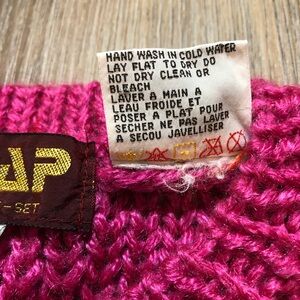 HAND WASH IN COLD WATER
LAY FLAT TO DRY DO
NOT DRY CLEAN OR
BLEACH
LAVER A MAIN A
LEAU FROIDE ET
POSER A PLAT POUR
SECHER NE PAS LAVER
A SECOU JAVELLISER
AP
-SET